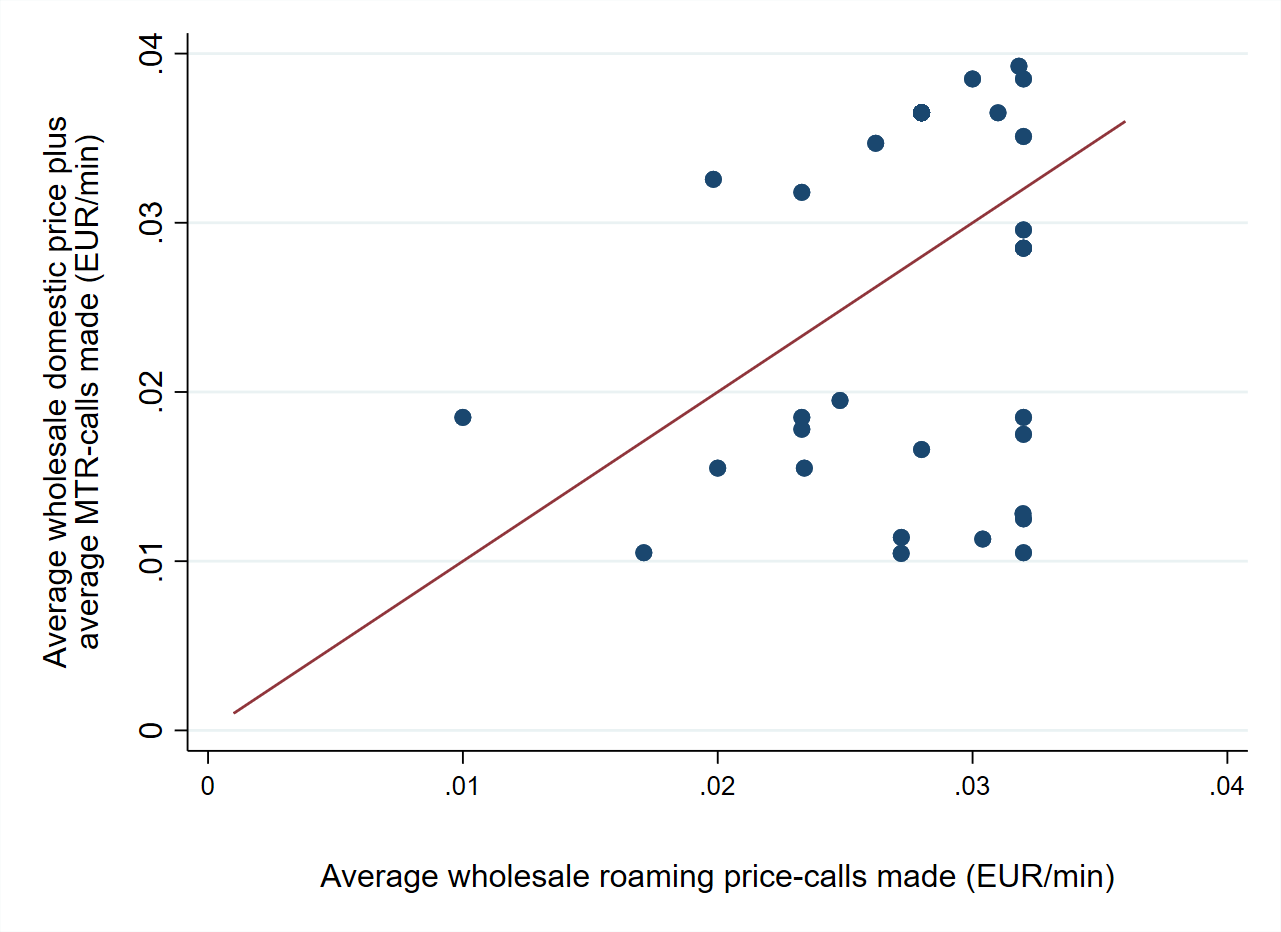 Average wholesale domestic price plus
average MTR-calls made (EUR/min)
.04
.03
.02
.01
0
0 .01 .02 .03 .04
Average wholesale roaming price-calls made (EUR/min)